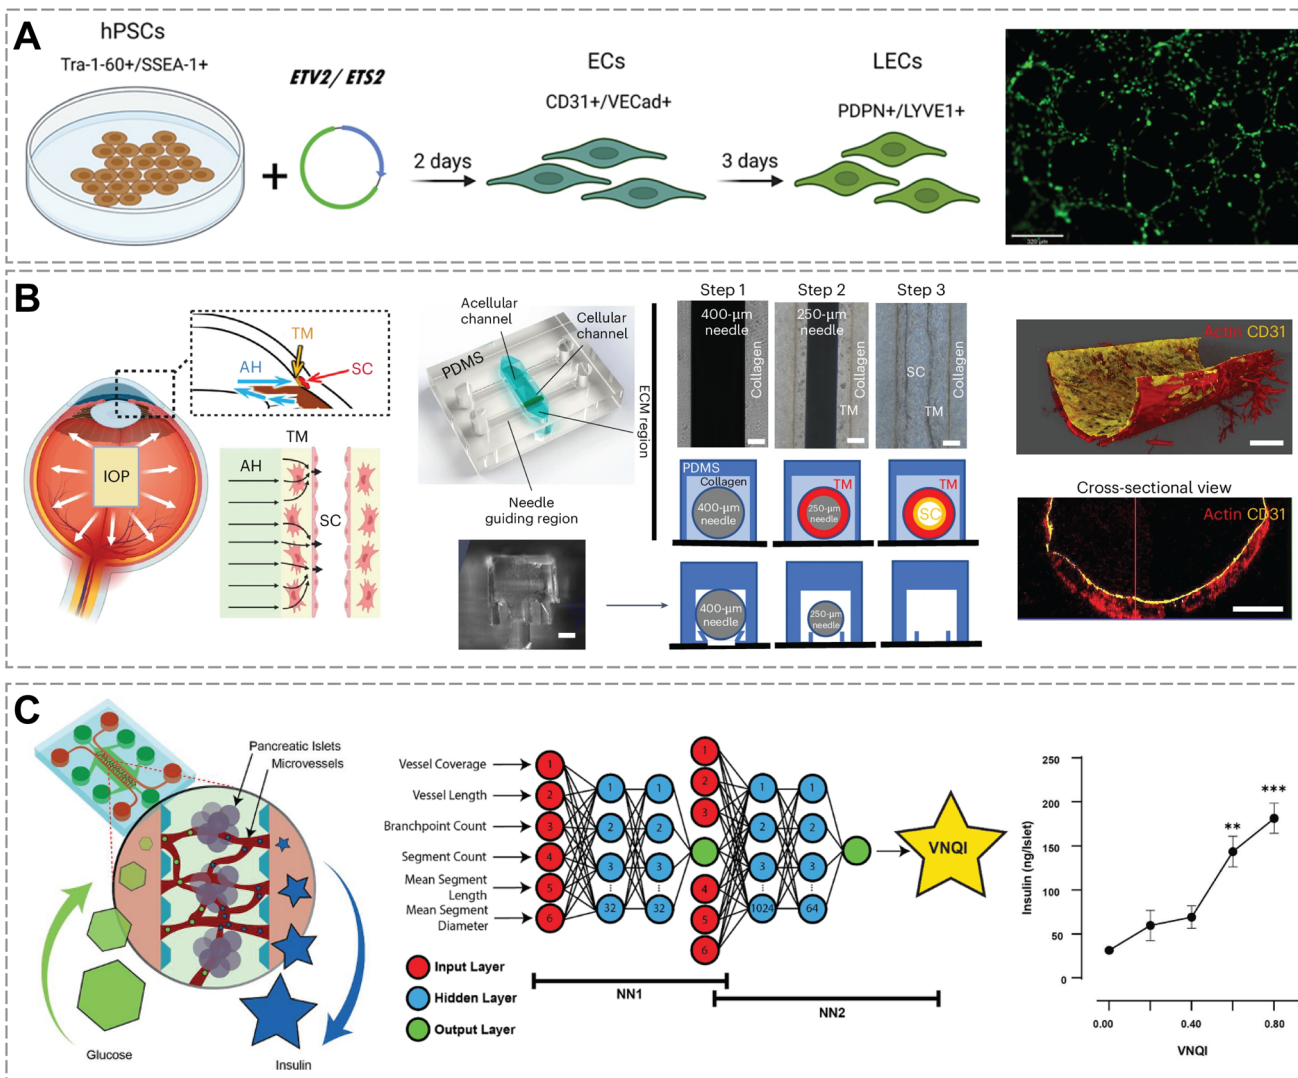 A
hPSCs
Tra-1-60+/SSEA-1+
ETV2/ ETS2
+
2 days
ECs
CD31+/VECad+
3 days
LECs
PDPN+/LYVE1+
320 µm
B
TM
AH
SC
IOP
TM
AH
SC
Acellular
channel
Cellular
channel
PDMS
Needle
guiding region
ECM region
Step 1
Step 2
Step 3
400-µm
needle
Collagen
250-µm
needle
Collagen
TM
SC
TM
Collagen
PDMS
Collagen
400-µm
needle
TM
250-µm
needle
TM
SC
400-µm
needle
250-µm
needle
Actin CD31
Cross-sectional view
Actin CD31
C
Pancreatic Islets
Microvessels
Glucose
Insulin
Vessel Coverage
Vessel Length
Branchpoint Count
Segment Count
Mean Segment
Length
Mean Segment
Diameter
1
2
3
4
5
6
1
2
3
32
1
2
3
32
1
2
3
4
5
6
1
2
3
1024
1
2
3
64
VNQI
Input Layer
Hidden Layer
Output Layer
NN1
NN2
Insulin (ng/Islet)
250
200
150
100
50
0
**
***
0.00
0.40
0.80
VNQI